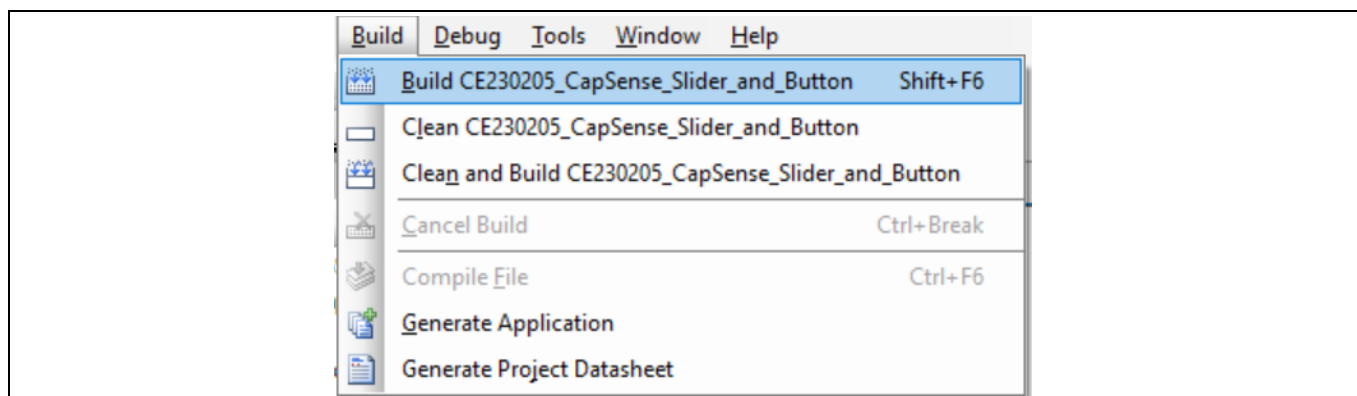 Build Debug Tools Window Help
Build CE230205_CapSense_Slider_and_Button Shift+F6
Clean CE230205_CapSense_Slider_and_Button
Clean and Build CE230205_CapSense_Slider_and_Button
Cancel Build Ctrl+Break
Compile File Ctrl+F6
Generate Application
Generate Project Datasheet